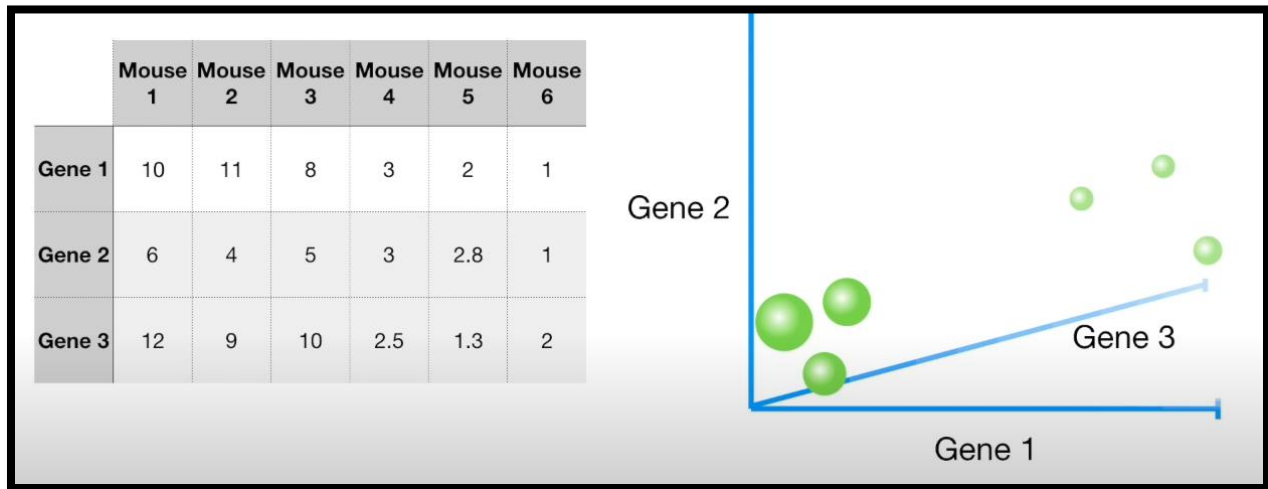 Mouse Mouse Mouse Mouse Mouse Mouse
1 2 3 4 5 6
Gene 1 10 11 8 3 2 1
Gene 2 6 4 5 3 2.8 1
Gene 3 12 9 10 2.5 1.3 2
Gene 2
Gene 3
Gene 1